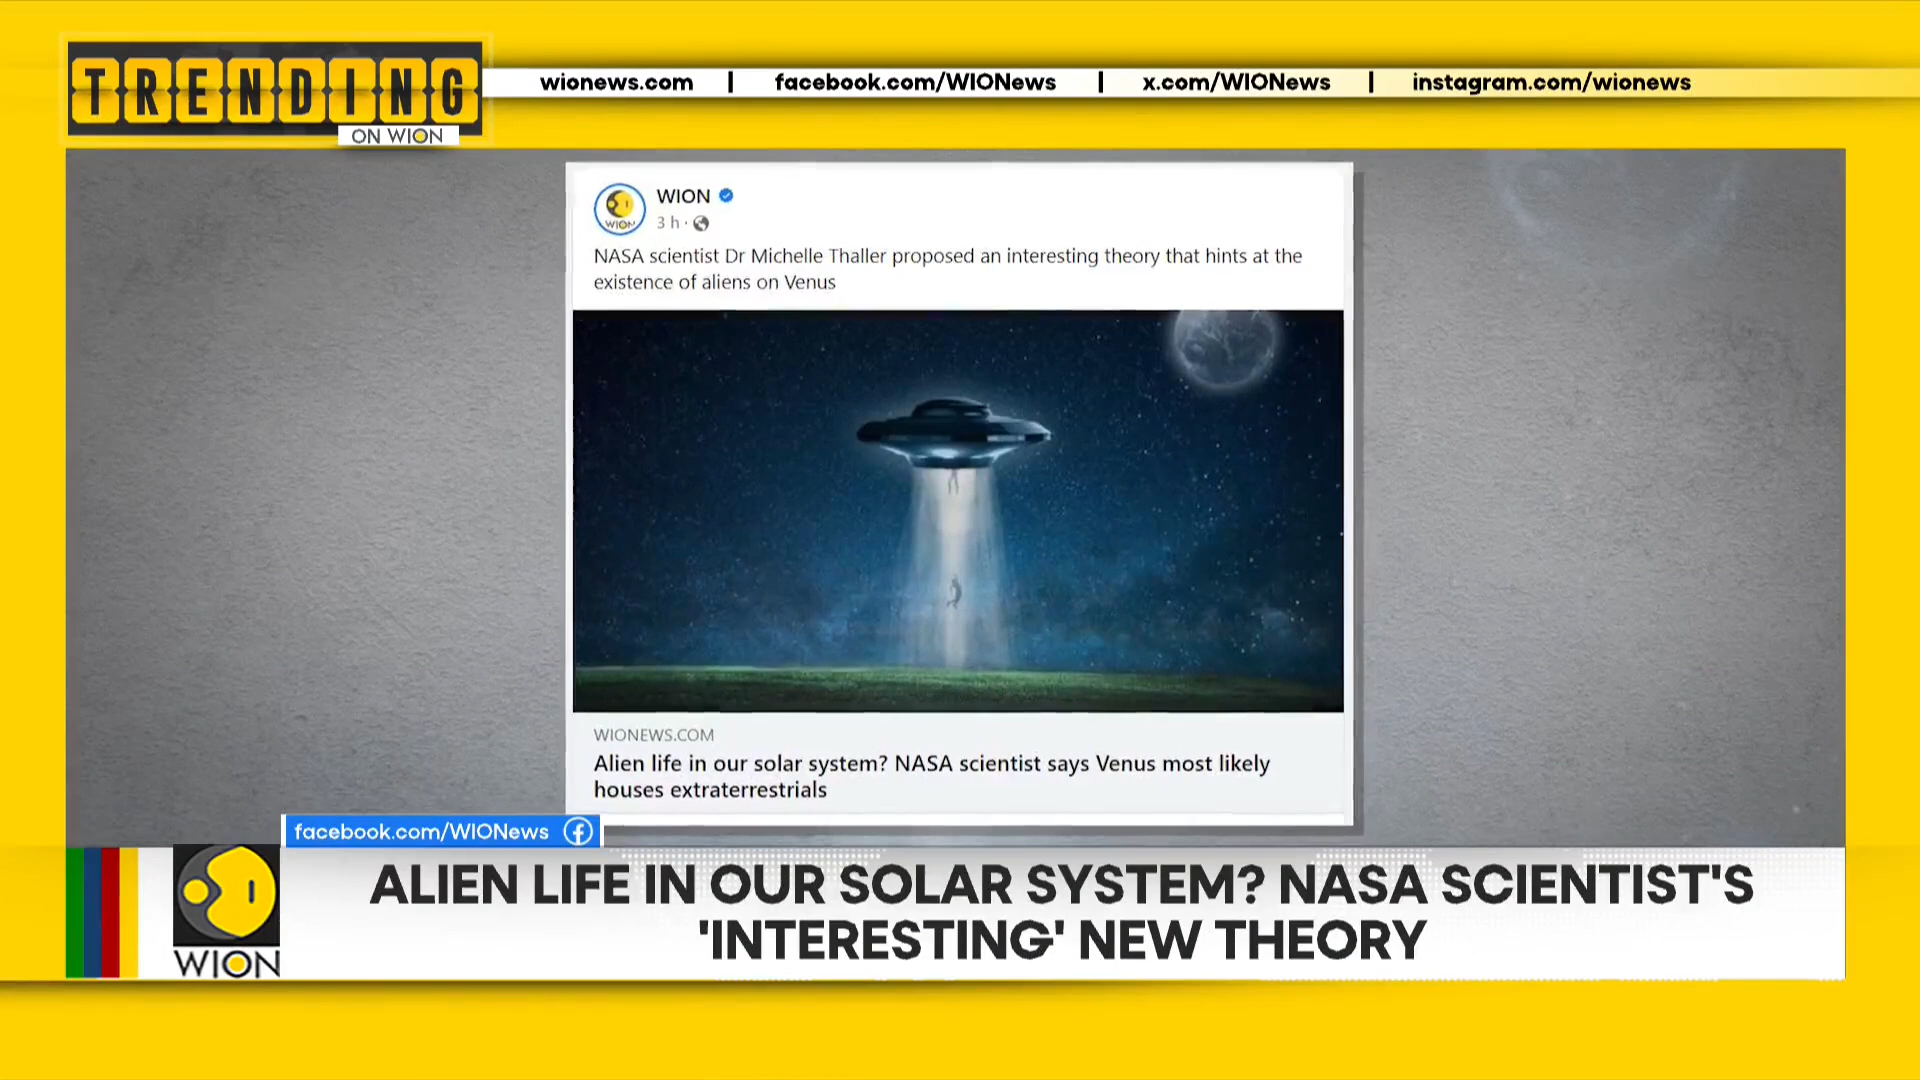 TRENDING
ON WION
wionews.com | facebook.com/WIONews | x.com/WIONews | instagram.com/wionews
WION
WION
3 h ·
NASA scientist Dr Michelle Thaller proposed an interesting theory that hints at the
existence of aliens on Venus
WIONEWS.COM
Alien life in our solar system? NASA scientist says Venus most likely
houses extraterrestrials
facebook.com/WIONews
ALIEN LIFE IN OUR SOLAR SYSTEM? NASA SCIENTIST'S
'INTERESTING' NEW THEORY
WION